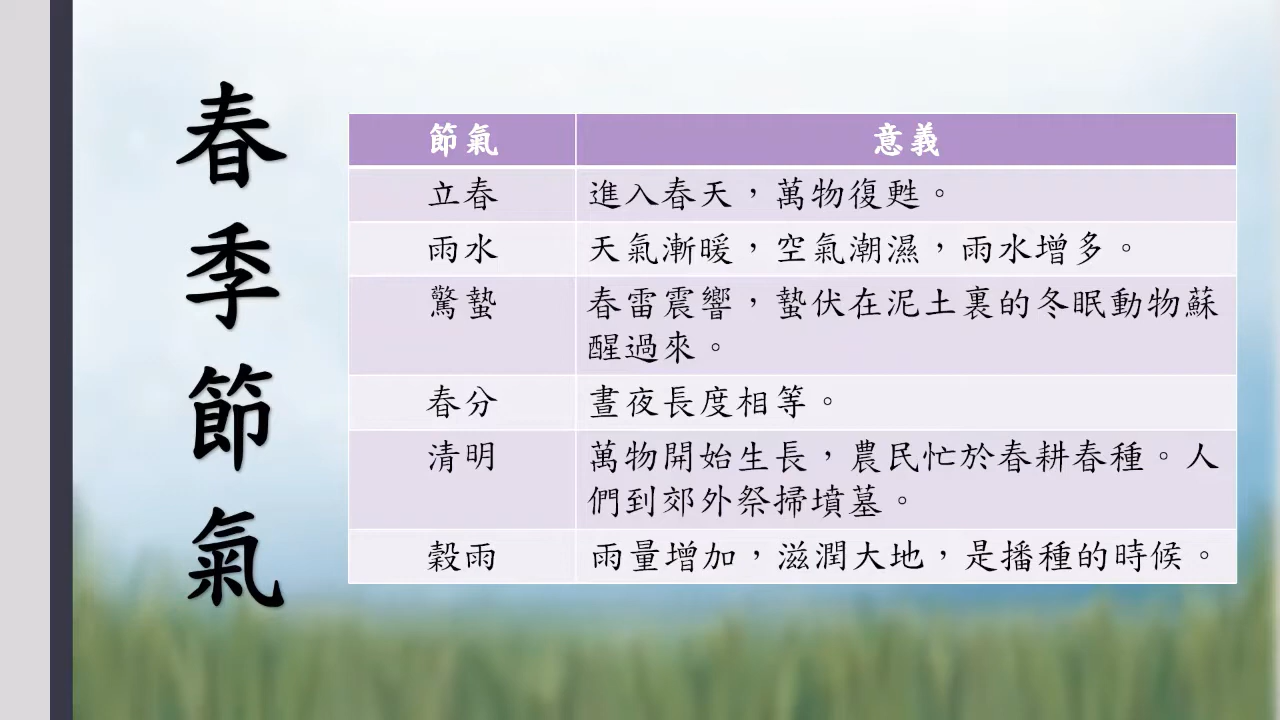 春季節氣
節氣 意義
立春 進入春天，萬物復甦。
雨水 天氣漸暖，空氣潮濕，雨水增多。
驚蟄 春雷震響，蟄伏在泥土裏的冬眠動物蘇
醒過來。
春分 晝夜長度相等。
清明 萬物開始生長，農民忙於春耕春種。人
們到郊外祭掃墳墓。
穀雨 雨量增加，滋潤大地，是播種的時候。